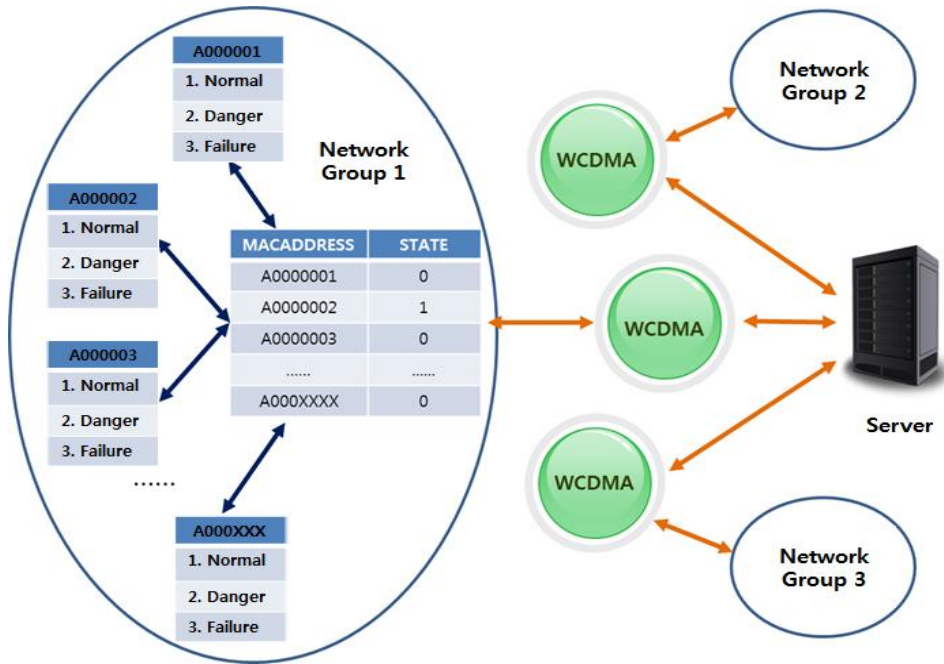 A000001
1. Normal
2. Danger
3. Failure
Network
Group 1
A000002
1. Normal
2. Danger
3. Failure
A000003
1. Normal
2. Danger
3. Failure
......
A000XXX
1. Normal
2. Danger
3. Failure
MACADDRESS STATE
A0000001 0
A0000002 1
A0000003 0
...... ......
A000XXXX 0
WCDMA
WCDMA
WCDMA
Network
Group 2
Server
Network
Group 3